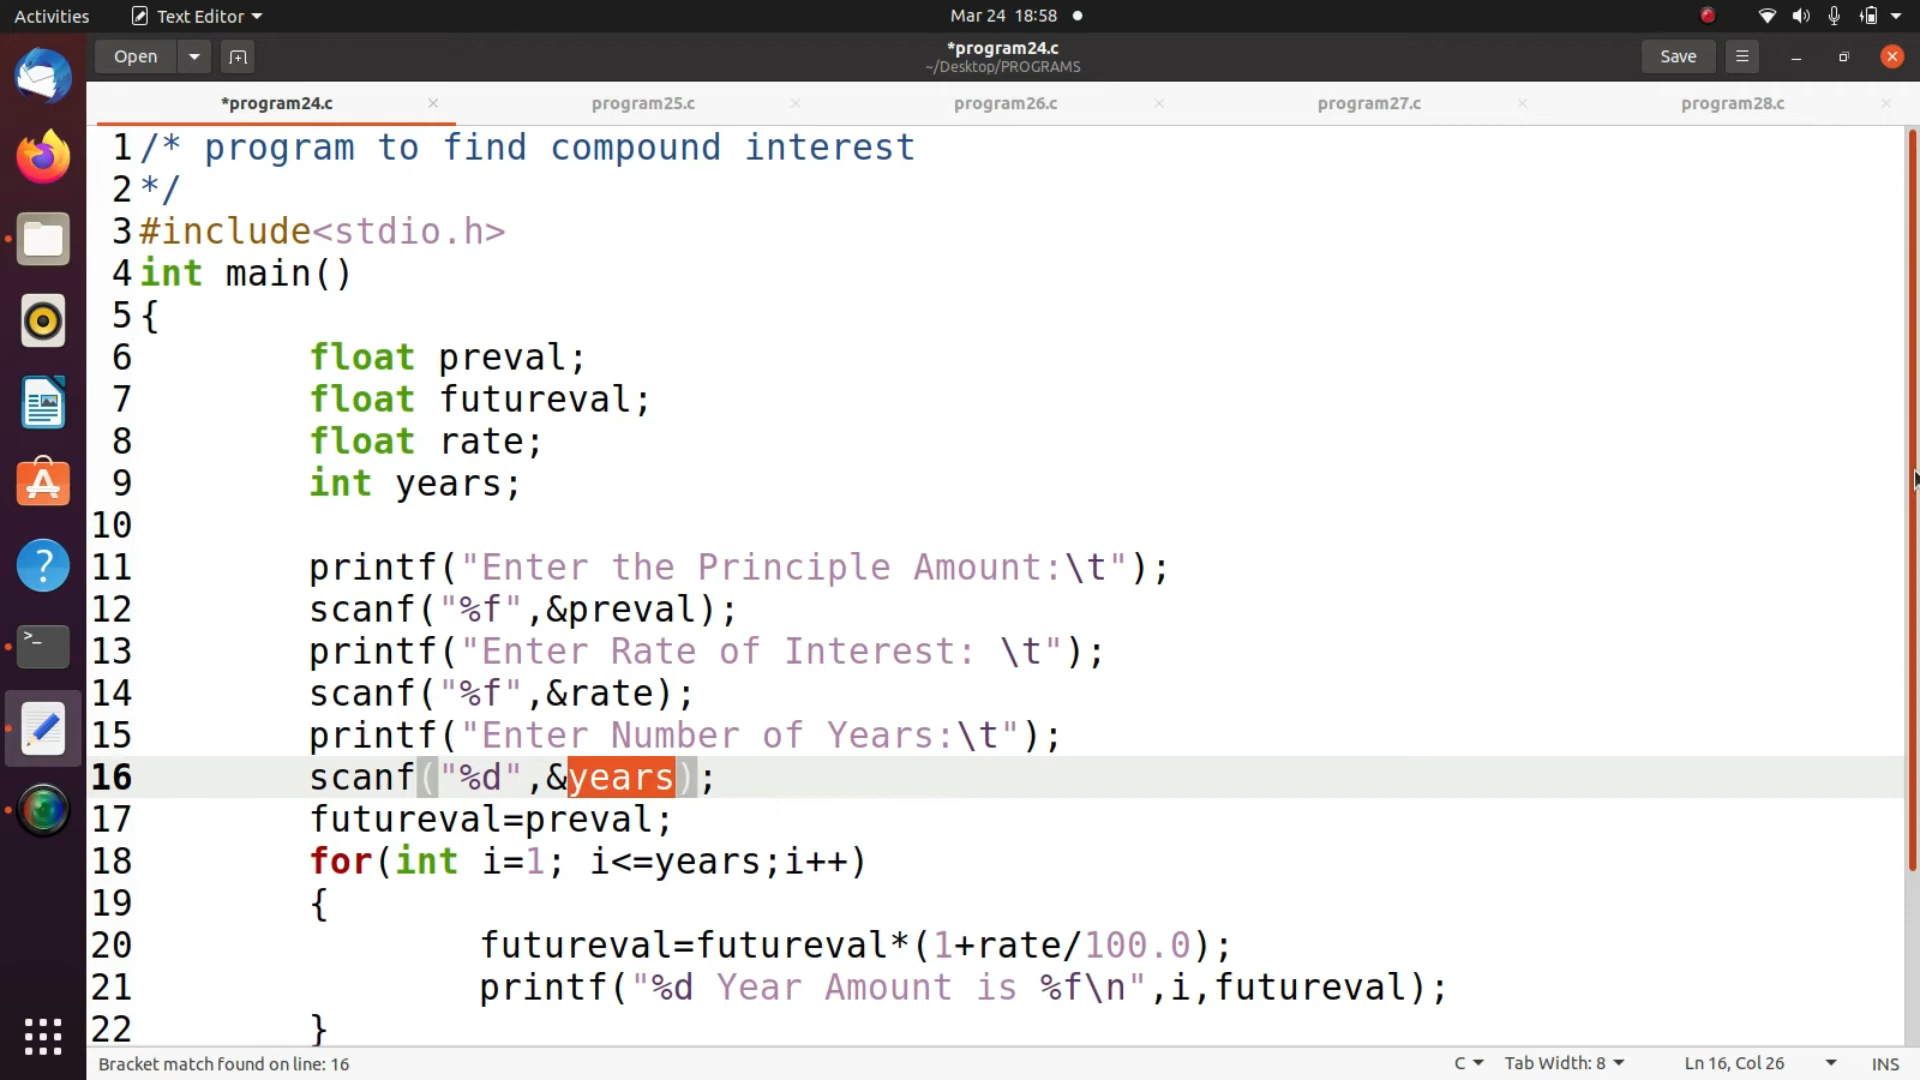 Activities Text Editor Mar 24 18:58
Open *program24.c Save
~/Desktop/PROGRAMS
*program24.c program25.c program26.c program27.c program28.c
1 /* program to find compound interest
2 */
3 #include<stdio.h>
4 int main()
5 {
6 float preval;
7 float futureval;
8 float rate;
9 int years;
10
11 printf("Enter the Principle Amount:\t");
12 scanf("%f",&preval);
13 printf("Enter Rate of Interest: \t");
14 scanf("%f",&rate);
15 printf("Enter Number of Years:\t");
16 scanf("%d",&years);
17 futureval=preval;
18 for(int i=1; i<=years;i++)
19 {
20 futureval=futureval*(1+rate/100.0);
21 printf("%d Year Amount is %f\n",i,futureval);
22 }
Bracket match found on line: 16 C Tab Width: 8 Ln 16, Col 26 INS